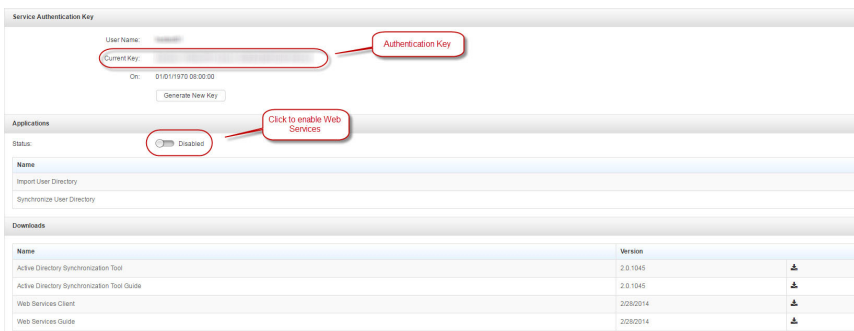 Service Authentication Key
User Name:
Authentication Key
Current Key:
On: 01/01/1970 08:00:00
Generate New Key
Applications
Click to enable Web
Services
Status: Disabled
Name
Import User Directory
Synchronize User Directory
Downloads
Name Version
Active Directory Synchronization Tool 2.0.1045
Active Directory Synchronization Tool Guide 2.0.1045
Web Services Client 2/28/2014
Web Services Guide 2/28/2014